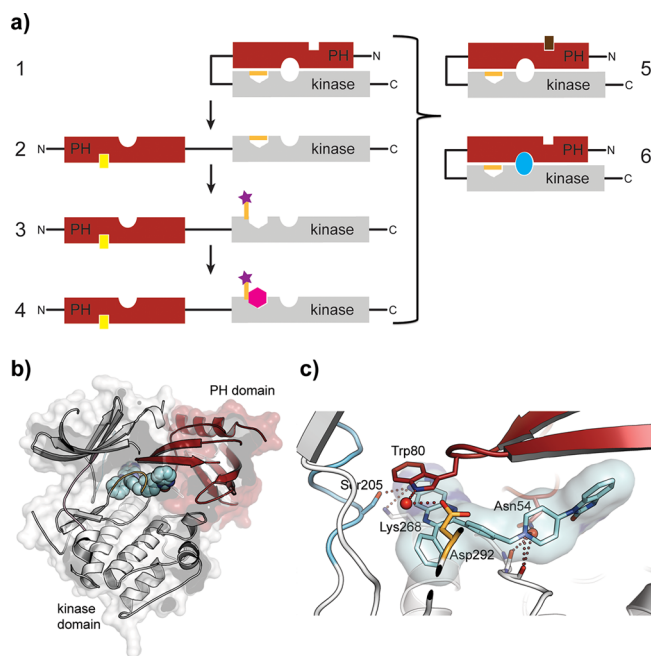 a)
1
PH
N
kinase
C
5
PH
N
kinase
C
2
N
PH
kinase
C
6
PH
N
kinase
C
3
N
PH
kinase
C
4
N
PH
kinase
C
b)
PH domain
kinase
domain
c)
Trp80
Ser205
Asn54
Lys268
Asp292